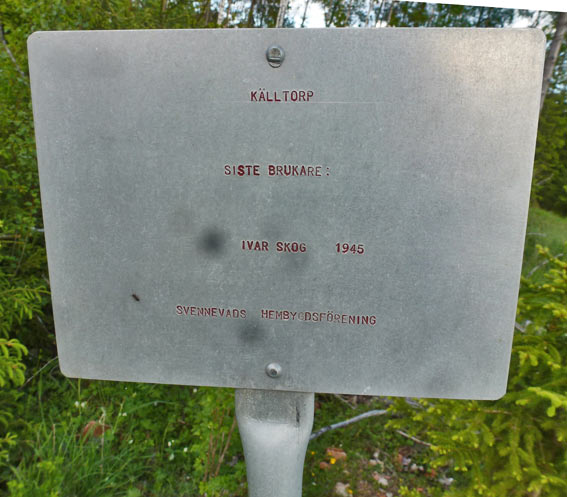 KÄLLTORP
SISTE BRUKARE:
IVAR SKOG 1945
SVENNEVADS HEMBYGDSFÖRENING